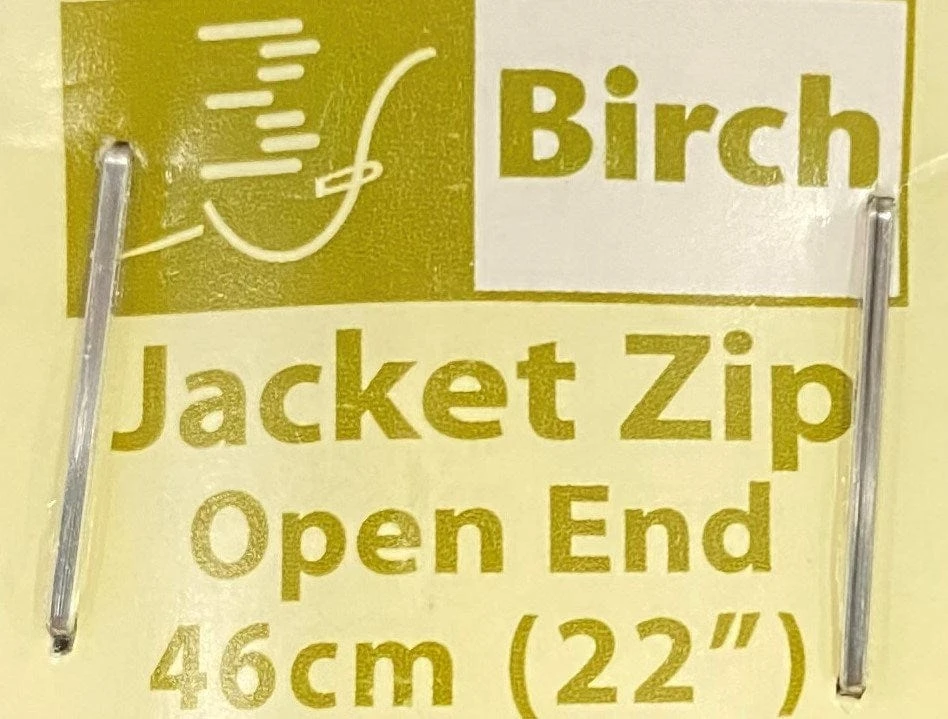 Birch
Jacket Zip
Open End
46cm (22")